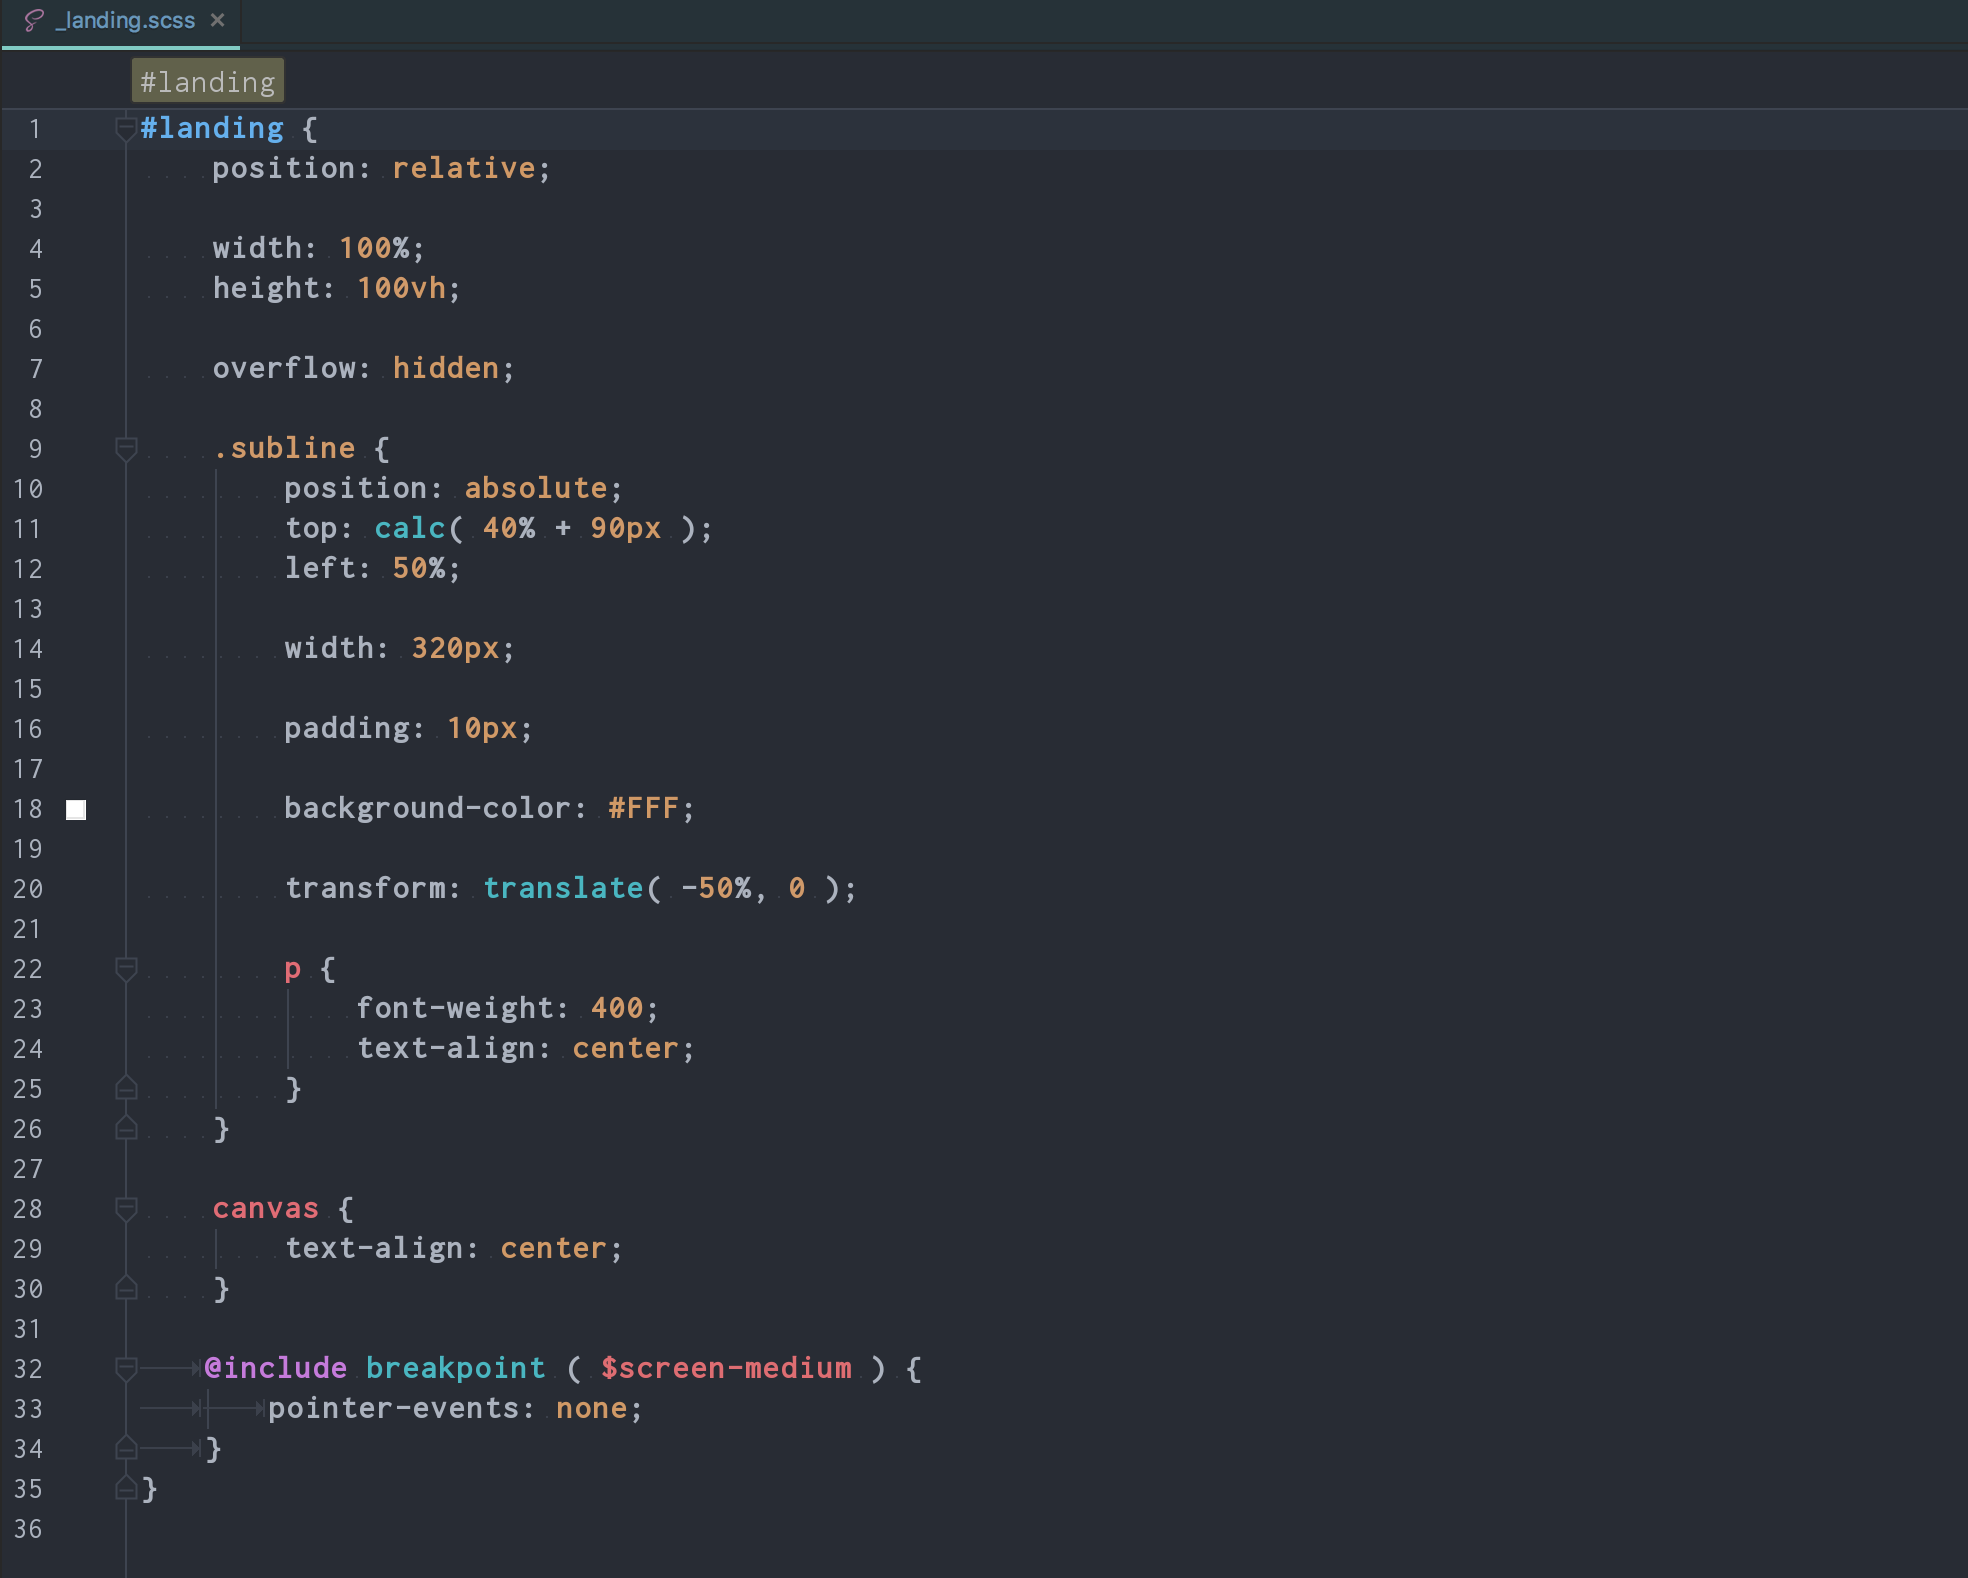 _landing.scss ×
#landing
1 #landing {
2     position: relative;
3
4     width: 100%;
5     height: 100vh;
6
7     overflow: hidden;
8
9     .subline {
10         position: absolute;
11         top: calc( 40% + 90px );
12         left: 50%;
13
14         width: 320px;
15
16         padding: 10px;
17
18         background-color: #FFF;
19
20         transform: translate( -50%, 0 );
21
22         p {
23             font-weight: 400;
24             text-align: center;
25         }
26     }
27
28     canvas {
29         text-align: center;
30     }
31
32     @include breakpoint ( $screen-medium ) {
33         pointer-events: none;
34     }
35 }
36